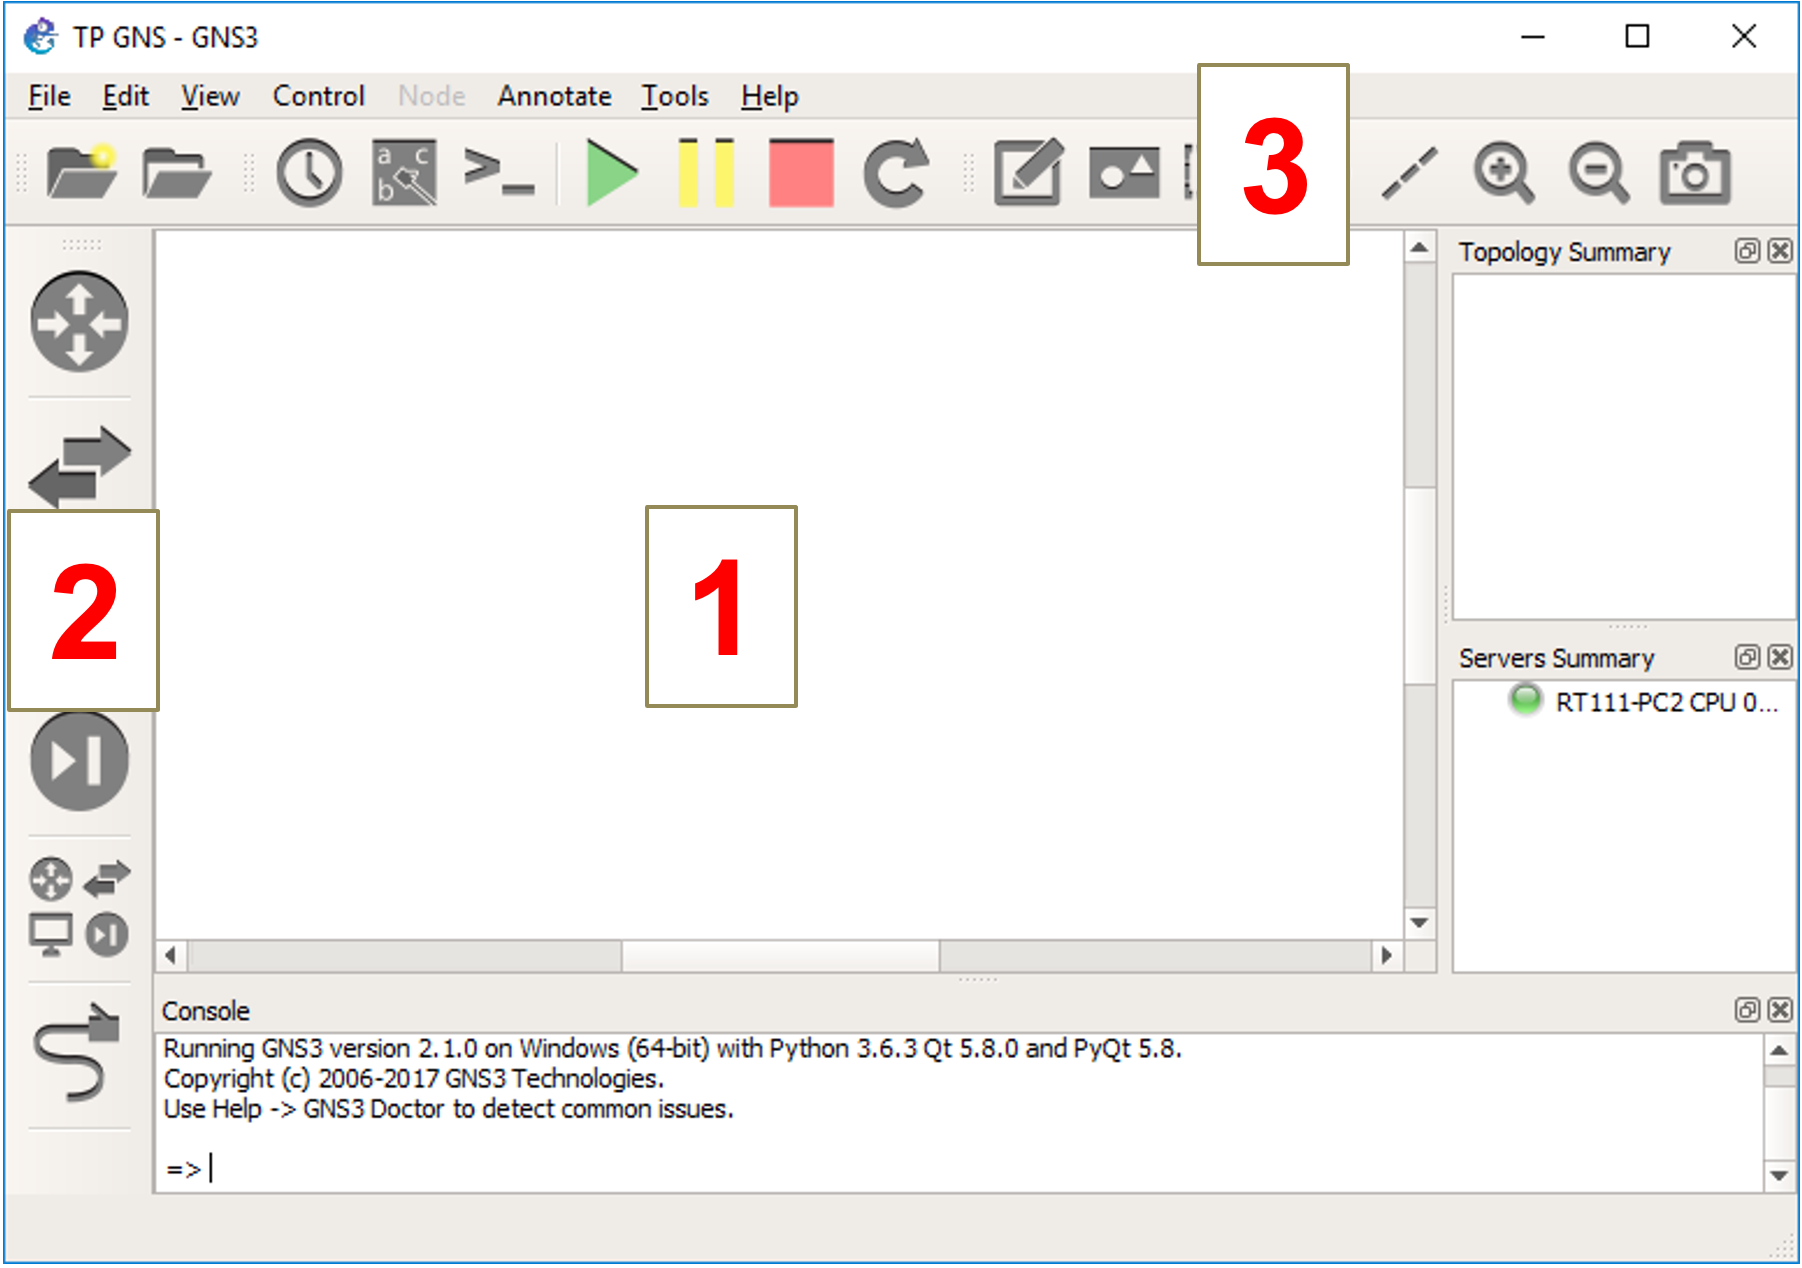 TP GNS - GNS3
File Edit View Control Node Annotate Tools Help
a c
b
>_
3
Topology Summary
1
2
Servers Summary
RT111-PC2 CPU 0...
Console
Running GNS3 version 2.1.0 on Windows (64-bit) with Python 3.6.3 Qt 5.8.0 and PyQt 5.8.
Copyright (c) 2006-2017 GNS3 Technologies.
Use Help -> GNS3 Doctor to detect common issues.
=>